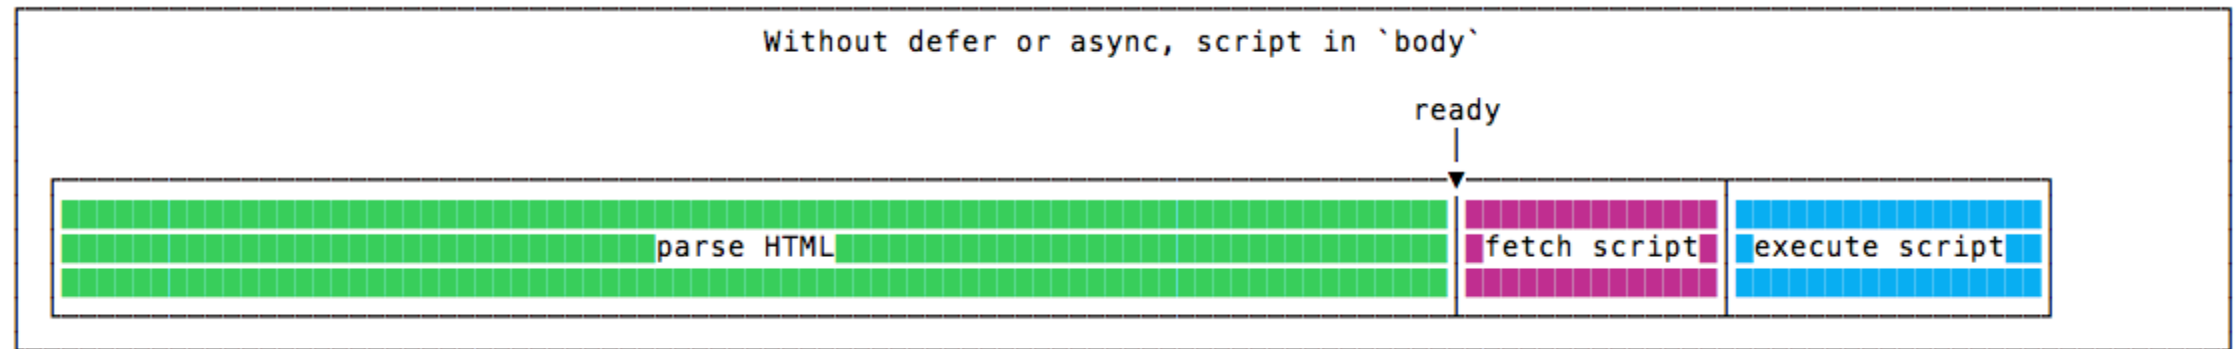 Without defer or async, script in `body`
ready
parse HTML fetch script execute script